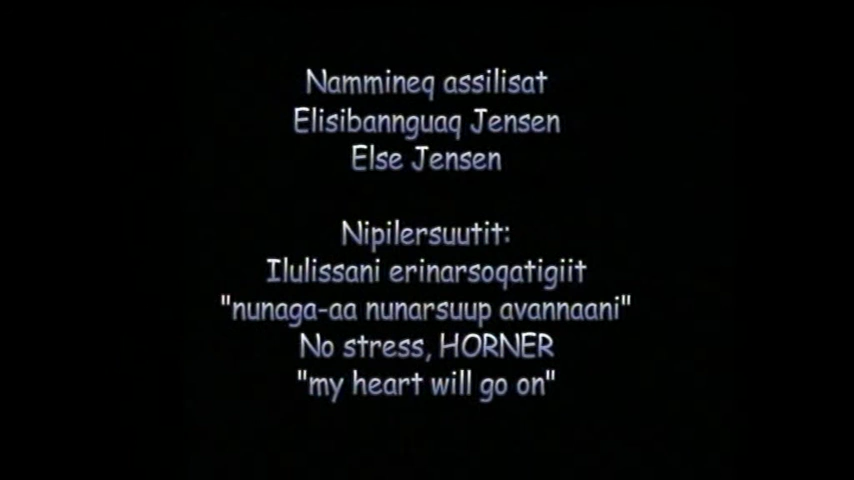 Nammineq assilisat
Elisibannguaq Jensen
Else Jensen
Nipilersuutit:
Ilulissani erinarsoqatigiit
"nunaga-aa nunarsuup avannaani"
No stress, HORNER
"my heart will go on"